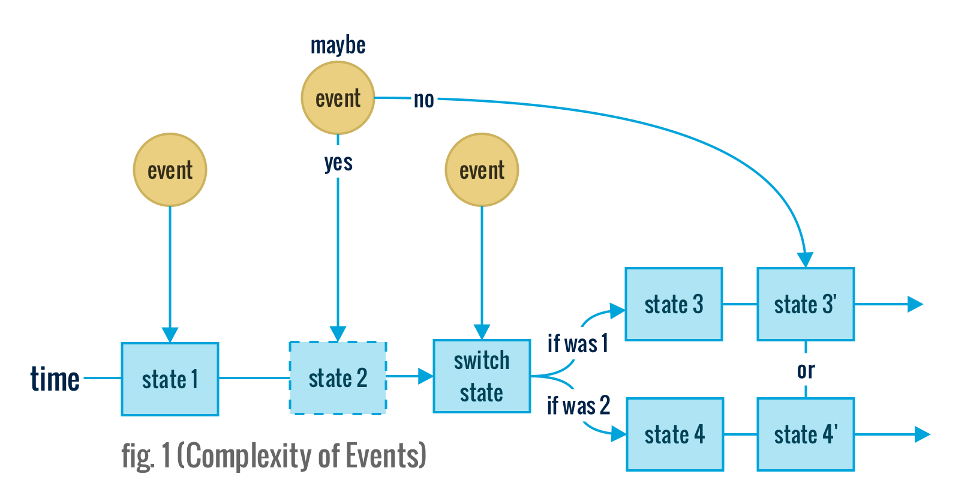 maybe
event
no
event
yes
event
state 3
state 3'
if was 1
time
state 1
state 2
switch
state
or
if was 2
state 4
state 4'
fig. 1 (Complexity of Events)